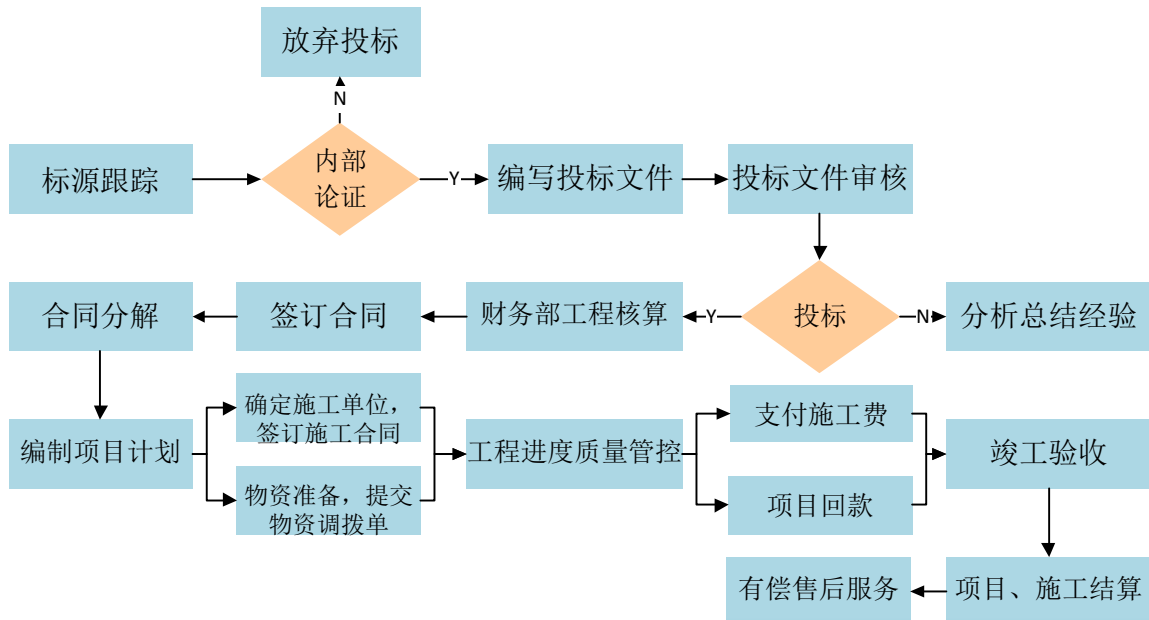 放弃投标
N
标源跟踪
内部
论证
Y
编写投标文件
投标文件审核
合同分解
签订合同
财务部工程核算
Y
投标
N
分析总结经验
编制项目计划
确定施工单位，
签订施工合同
物资准备，提交
物资调拨单
工程进度质量管控
支付施工费
项目回款
竣工验收
有偿售后服务
项目、施工结算